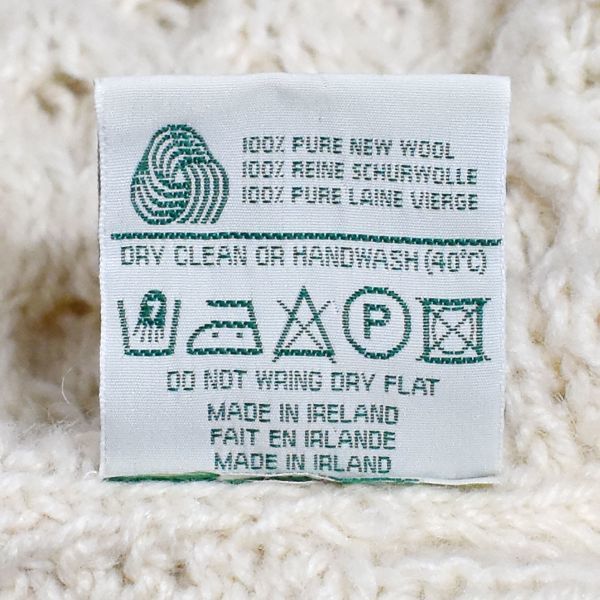 100% PURE NEW WOOL
100% REINE SCHURWOLLE
100% PURE LAINE VIERGE
DRY CLEAN OR HANDWASH (40°C)
P
DO NOT WRING DRY FLAT
MADE IN IRELAND
FAIT EN IRLANDE
MADE IN IRLAND